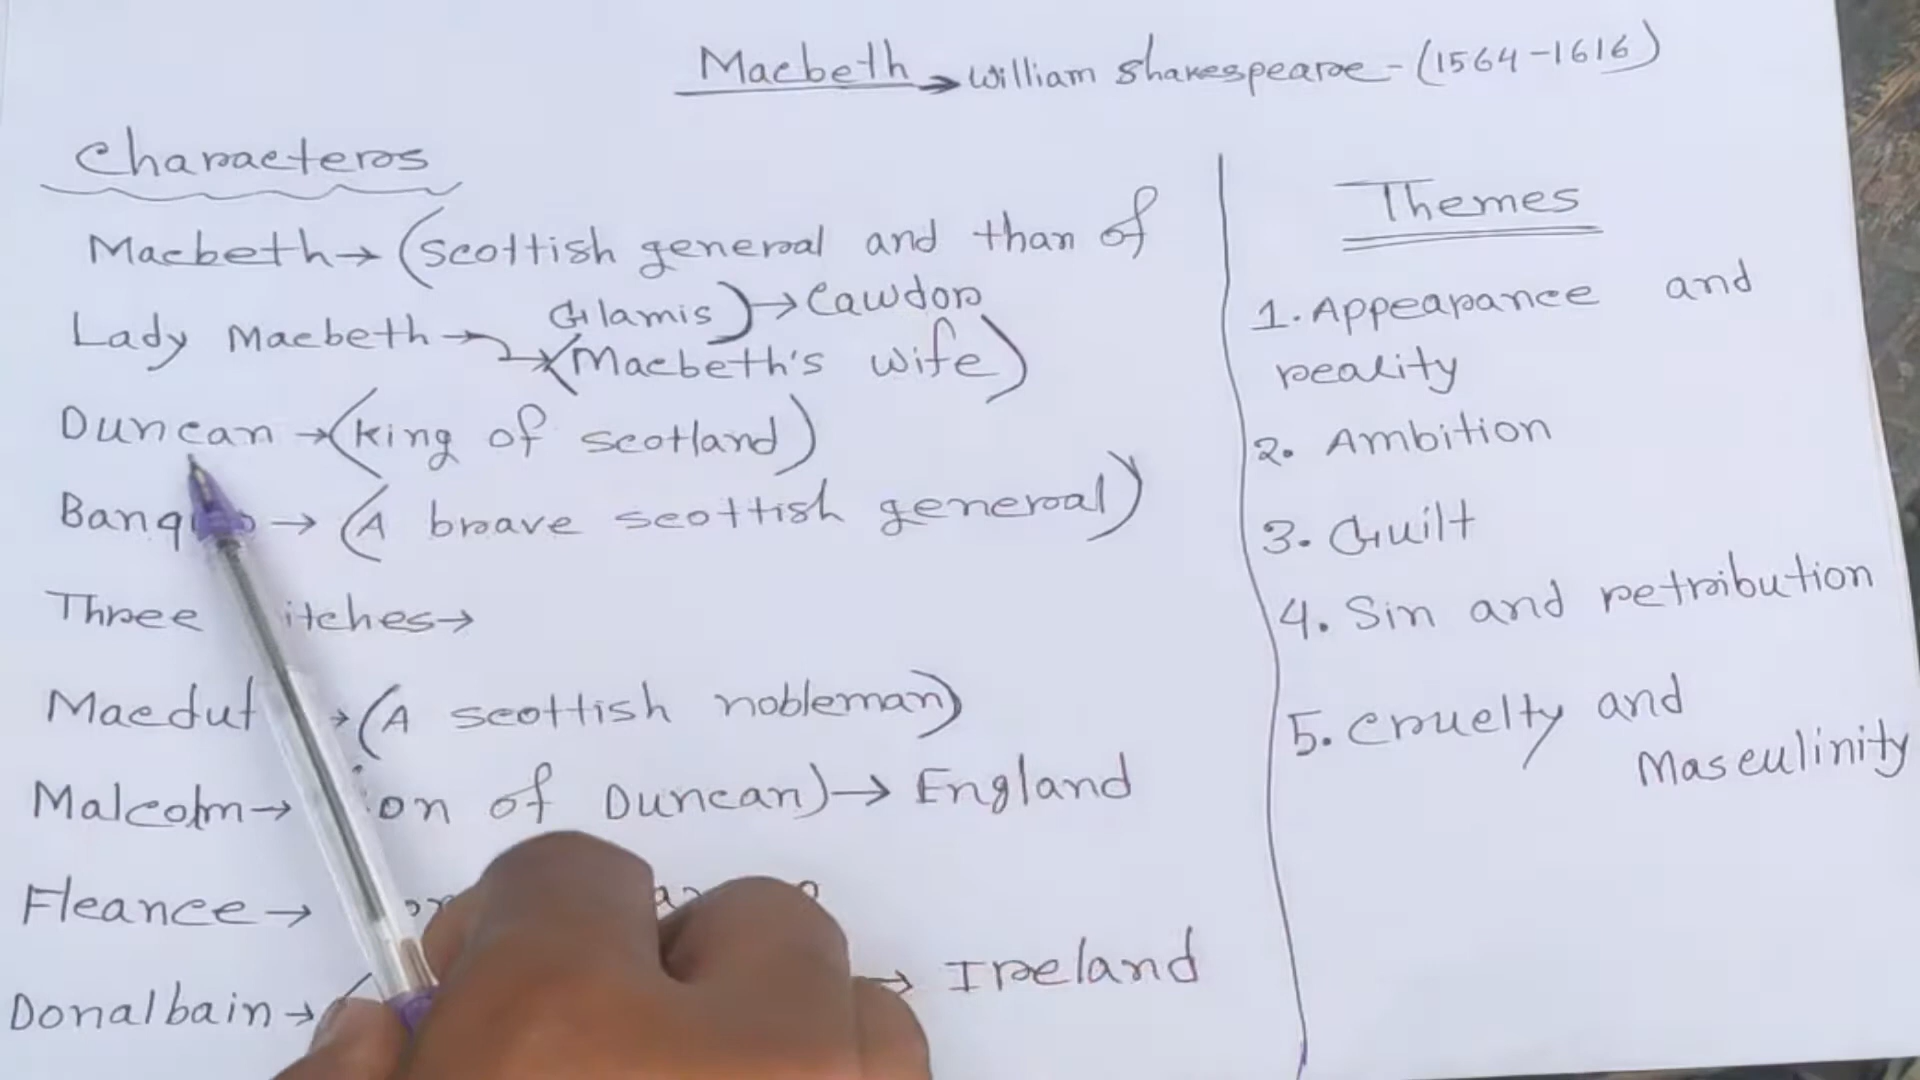 Macbeth → William Shakespeare - (1564-1616)
Characters
Macbeth → (Scottish general and than of
Glamis) → Cawdor
Lady Macbeth → (Macbeth's wife)
Duncan → (king of scotland)
Banquo → (A brave scottish general)
Three itches →
Macduf → (A scottish nobleman)
Malcolm → on of Duncan) → England
Fleance →
Donalbain → ( → Ireland
Themes
1. Appearance and
reality
2. Ambition
3. Guilt
4. Sin and retribution
5. Cruelty and
Masculinity